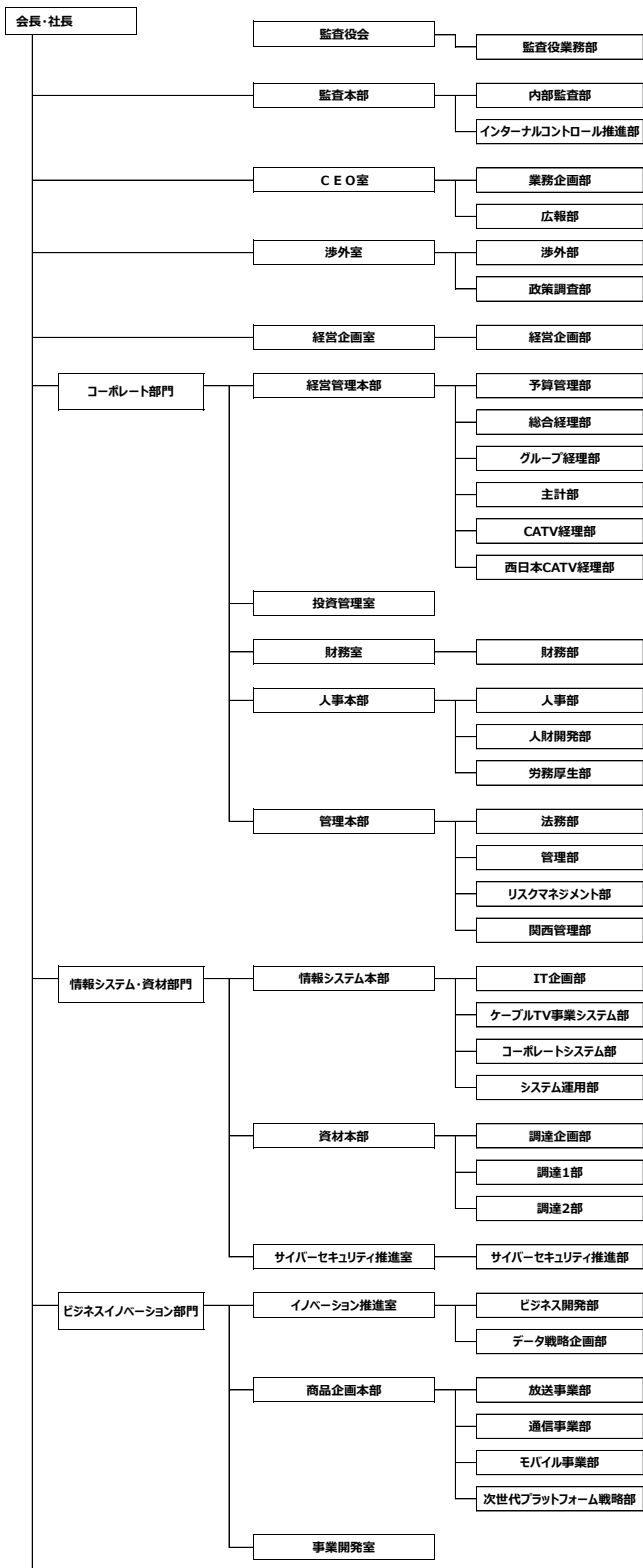 会長・社長
監査役会
監査役業務部
監査本部
内部監査部
インターナルコントロール推進部
ＣＥＯ室
業務企画部
広報部
渉外室
渉外部
政策調査部
経営企画室
経営企画部
コーポレート部門
経営管理本部
予算管理部
総合経理部
グループ経理部
主計部
CATV経理部
西日本CATV経理部
投資管理室
財務室
財務部
人事本部
人事部
人財開発部
労務厚生部
管理本部
法務部
管理部
リスクマネジメント部
関西管理部
情報システム・資材部門
情報システム本部
IT企画部
ケーブルTV事業システム部
コーポレートシステム部
システム運用部
資材本部
調達企画部
調達1部
調達2部
サイバーセキュリティ推進室
サイバーセキュリティ推進部
ビジネスイノベーション部門
イノベーション推進室
ビジネス開発部
データ戦略企画部
商品企画本部
放送事業部
通信事業部
モバイル事業部
次世代プラットフォーム戦略部
事業開発室